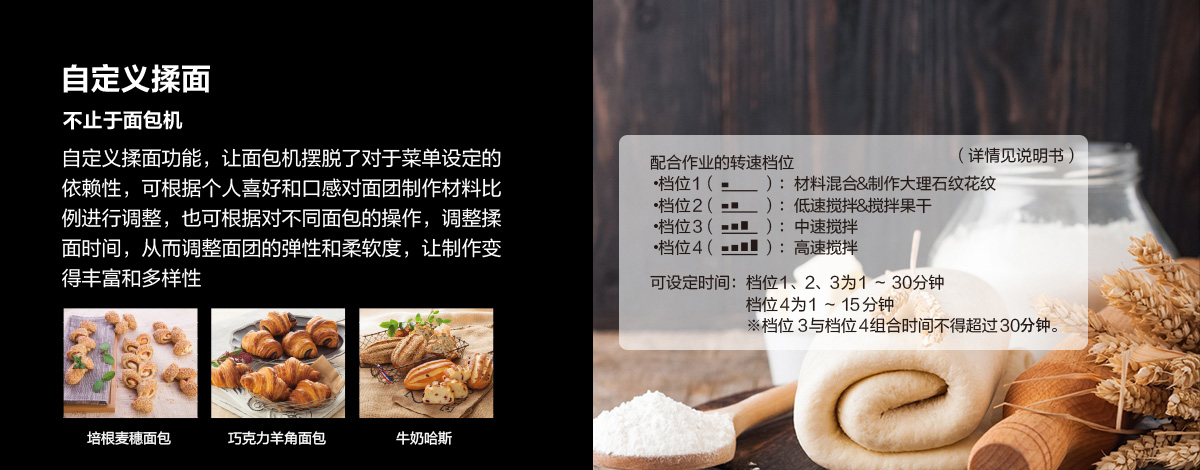 自定义揉面
不止于面包机
自定义揉面功能，让面包机摆脱了对于菜单设定的
依赖性，可根据个人喜好和口感对面团制作材料比
例进行调整，也可根据对不同面包的操作，调整揉
面时间，从而调整面团的弹性和柔软度，让制作变
得丰富和多样性
培根麦穗面包
巧克力羊角面包
牛奶哈斯
（详情见说明书）
配合作业的转速档位
•档位1（ ）：材料混合&制作大理石纹花纹
•档位2（ ）：低速搅拌&搅拌果干
•档位3（ ）：中速搅拌
•档位4（ ）：高速搅拌
可设定时间：档位1、2、3为1 ~ 30分钟
档位4为1 ~ 15分钟
※档位3与档位4组合时间不得超过30分钟。